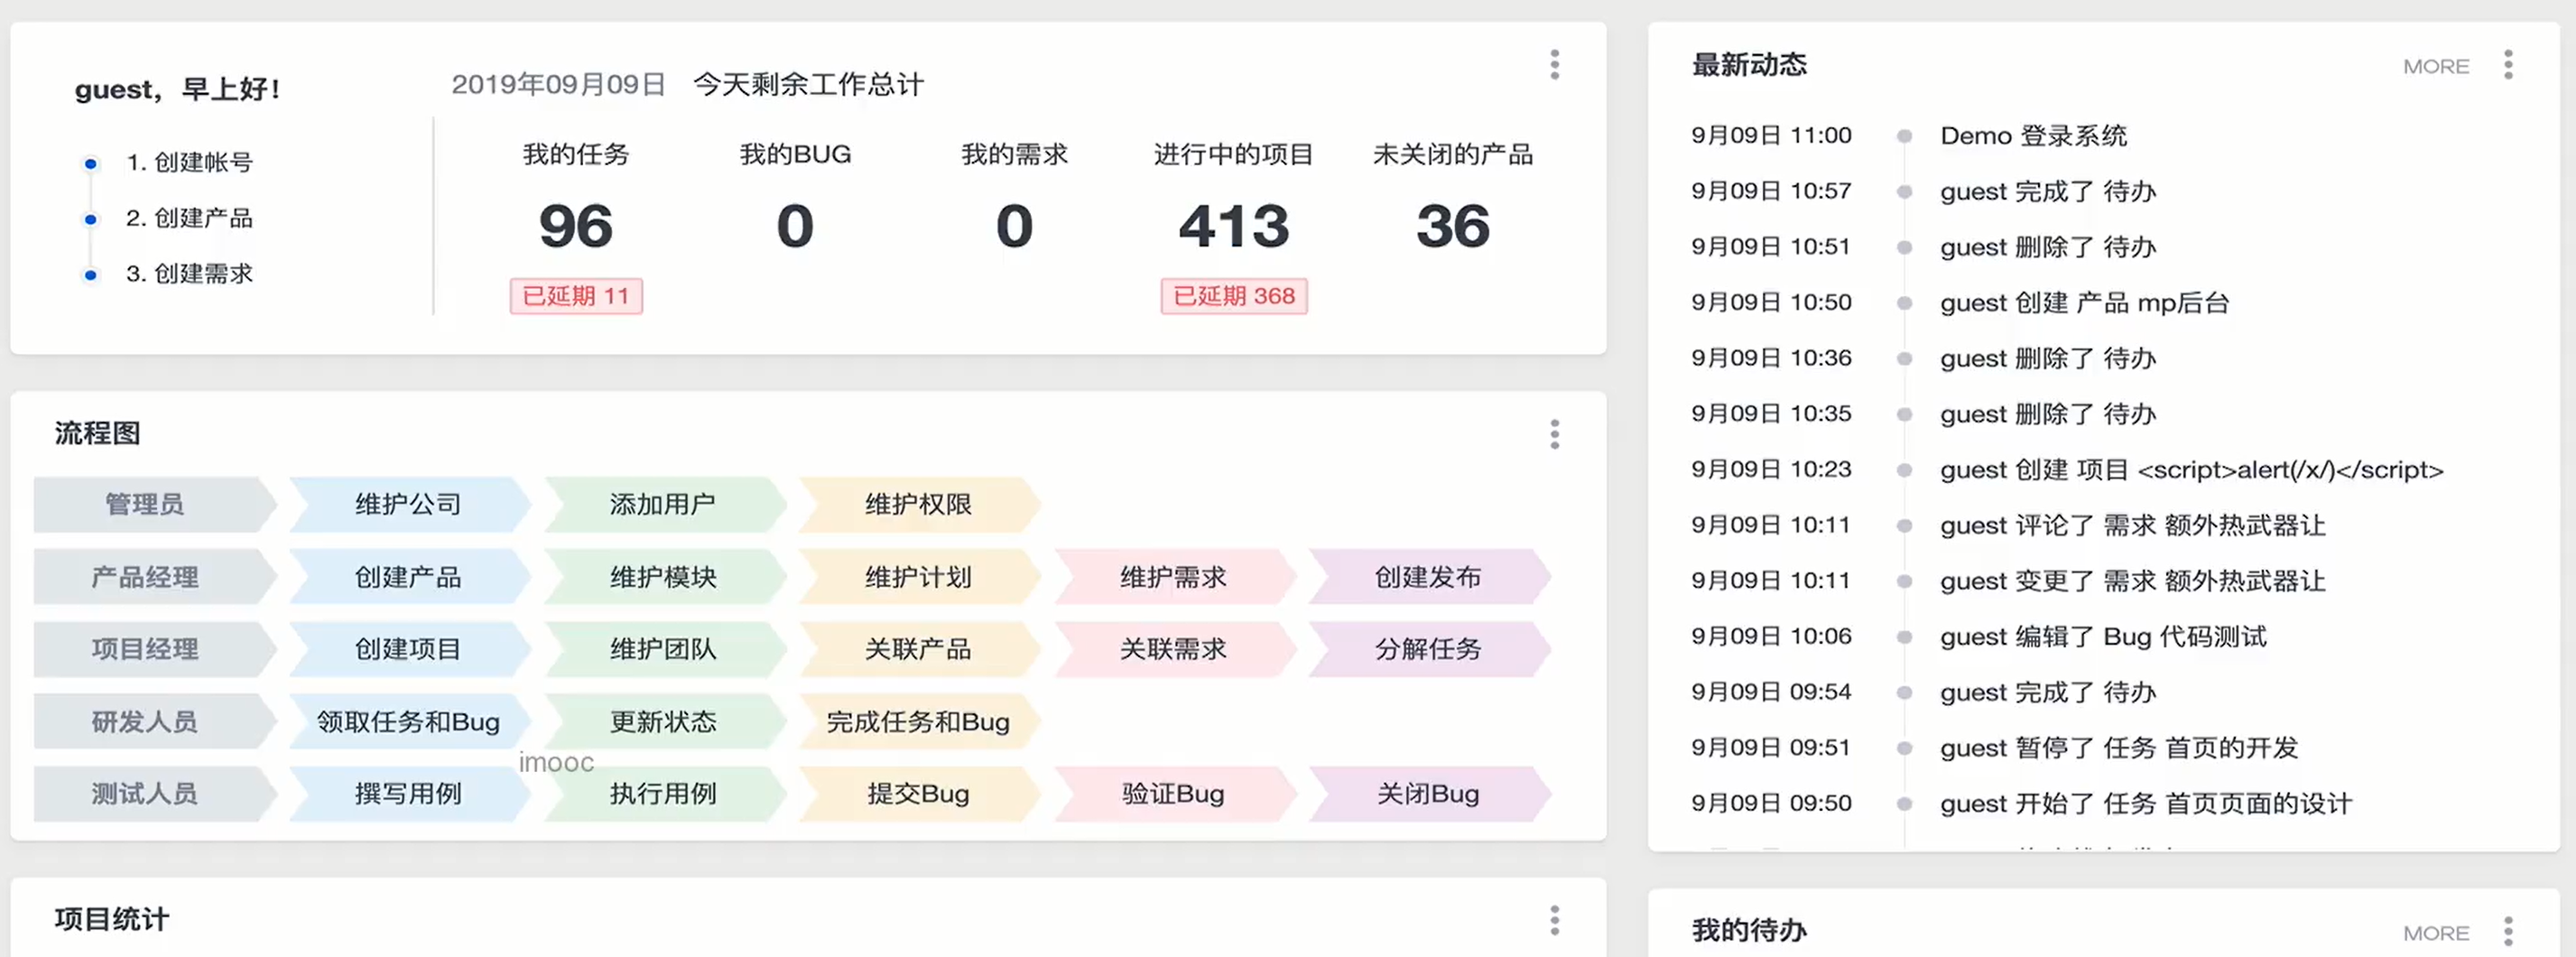 guest，早上好！
1. 创建帐号
2. 创建产品
3. 创建需求
2019年09月09日 今天剩余工作总计
我的任务 我的BUG 我的需求 进行中的项目 未关闭的产品
96 0 0 413 36
已延期 11 已延期 368
流程图
管理员 维护公司 添加用户 维护权限
产品经理 创建产品 维护模块 维护计划 维护需求 创建发布
项目经理 创建项目 维护团队 关联产品 关联需求 分解任务
研发人员 领取任务和Bug 更新状态 完成任务和Bug
imooc
测试人员 撰写用例 执行用例 提交Bug 验证Bug 关闭Bug
项目统计
最新动态 MORE
9月09日 11:00 Demo 登录系统
9月09日 10:57 guest 完成了 待办
9月09日 10:51 guest 删除了 待办
9月09日 10:50 guest 创建 产品 mp后台
9月09日 10:36 guest 删除了 待办
9月09日 10:35 guest 删除了 待办
9月09日 10:23 guest 创建 项目 <script>alert(/x/)</script>
9月09日 10:11 guest 评论了 需求 额外热武器让
9月09日 10:11 guest 变更了 需求 额外热武器让
9月09日 10:06 guest 编辑了 Bug 代码测试
9月09日 09:54 guest 完成了 待办
9月09日 09:51 guest 暂停了 任务 首页的开发
9月09日 09:50 guest 开始了 任务 首页页面的设计
我的待办 MORE